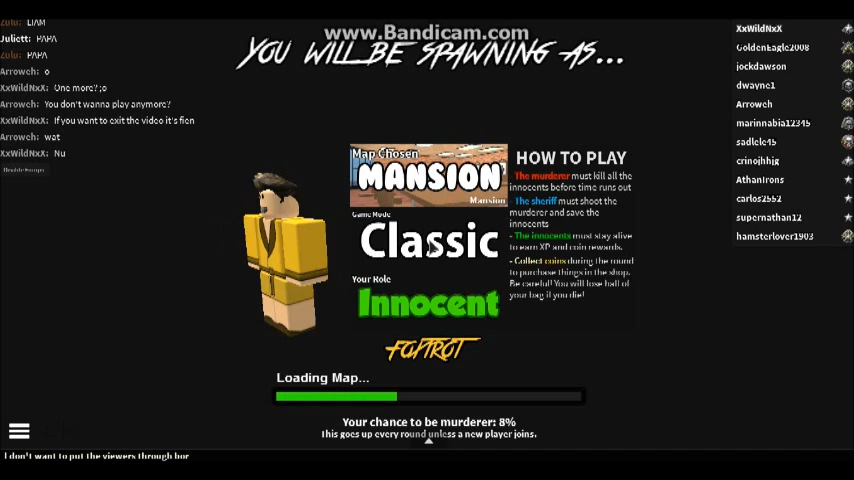 Zulu: LIAM
Juliett: PAPA
Zulu: PAPA
Arroweh: o
XxWildNxX: One more? ;o
Arroweh: You don't wanna play anymore?
XxWildNxX: If you want to exit the video it's fien
Arroweh: wat
XxWildNxX: Nu
www.Bandicam.com
YOU WILL BE SPAWNING AS...
Map Chosen
MANSION
Mansion
Game Mode
Classic
Your Role
Innocent
FOXTROT
HOW TO PLAY
- The murderer must kill all the
innocents before time runs out
- The sheriff must shoot the
murderer and save the
innocents
- The innocents must stay alive
to earn XP and coin rewards.
- Collect coins during the round
to purchase things in the shop.
Be careful! You will lose half of
your bag if you die!
Loading Map...
Your chance to be murderer: 8%
This goes up every round unless a new player joins.
XxWildNxX
GoldenEagle2008
jockdawson
dwayne1
Arroweh
marinnabia12345
sadlele45
crinojhhjg
AthanIrons
carlos2552
supernathan12
hamsterlover1903
I don't want to put the viewers through hor